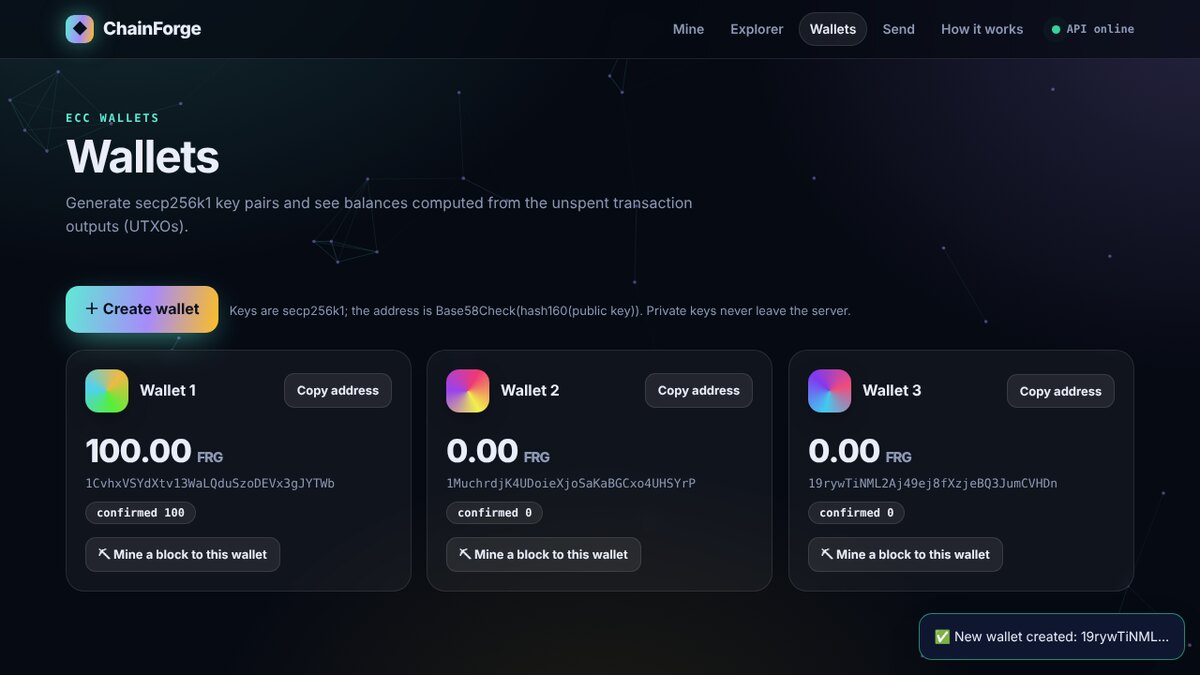 ChainForge
Mine
Explorer
Wallets
Send
How it works
API online
ECC WALLETS
Wallets
Generate secp256k1 key pairs and see balances computed from the unspent transaction
outputs (UTXOs).
+ Create wallet
Keys are secp256k1; the address is Base58Check(hash160(public key)). Private keys never leave the server.
Wallet 1
Copy address
100.00 FRG
1CvhxVSYdXtv13WaLQduSzoDEVx3gJYTWb
confirmed 100
⛏ Mine a block to this wallet
Wallet 2
Copy address
0.00 FRG
1MuchrdjK4UDoieXjoSaKaBGCxo4UHSYrP
confirmed 0
⛏ Mine a block to this wallet
Wallet 3
Copy address
0.00 FRG
19rywTiNML2Aj49ej8fXzjeBQ3JumCVHDn
confirmed 0
⛏ Mine a block to this wallet
✅ New wallet created: 19rywTiNML…